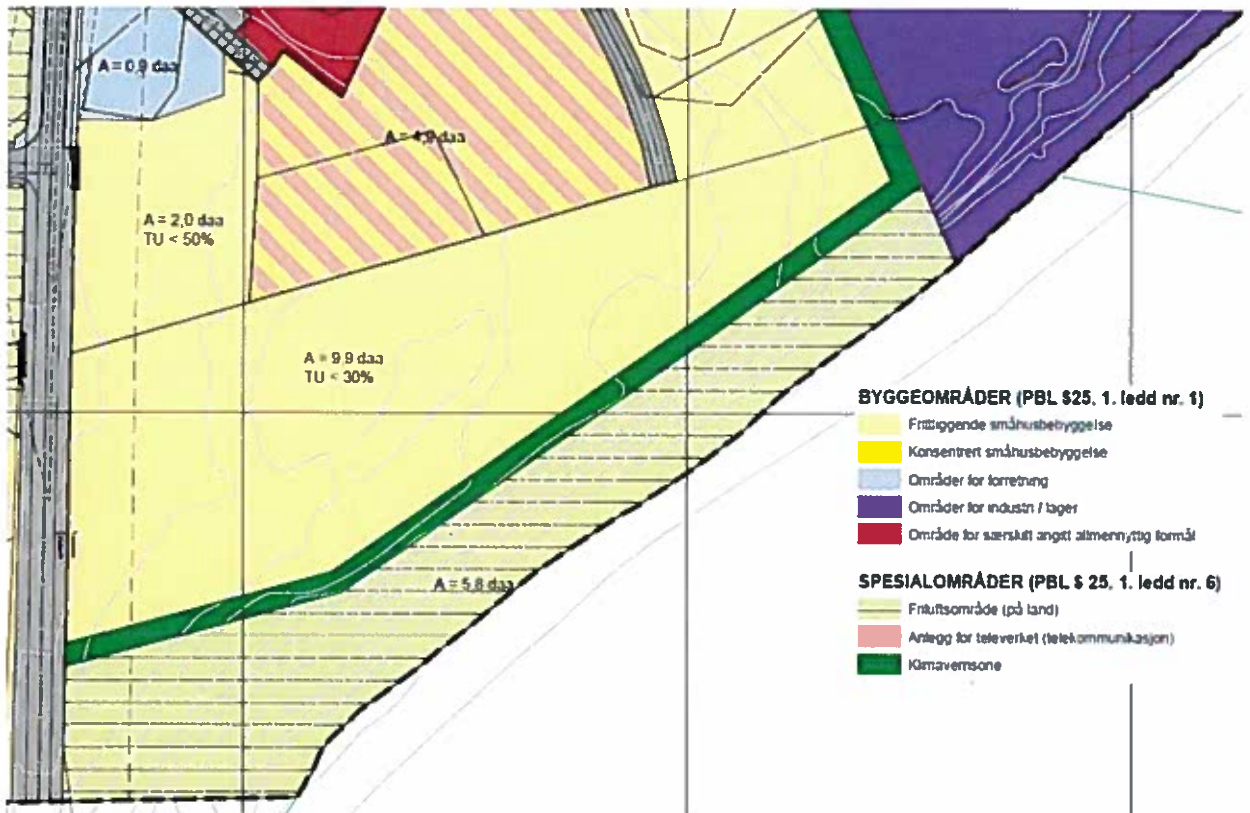 A = 0,9 daa
A = 4,9 daa
A = 2,0 daa
TU < 50%
A = 9,9 daa
TU < 30%
A = 5,8 daa
BYGGEOMRÅDER (PBL §25, 1. ledd nr. 1)
Frittliggende småhusbebyggelse
Konsentrert småhusbebyggelse
Områder for forretning
Områder for industri / lager
Område for særskilt angitt allmennyttig formål
SPESIALOMRÅDER (PBL § 25, 1. ledd nr. 6)
Friluftsområde (på land)
Anlegg for televerket (telekommunikasjon)
Klimavernsone